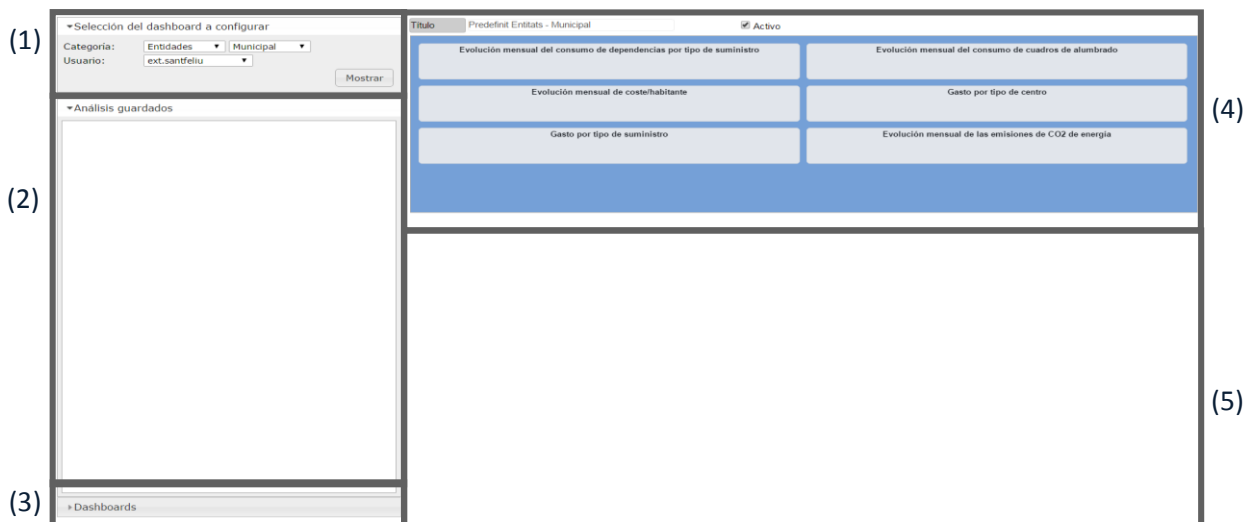 (1)
▾Selección del dashboard a configurar
Categoría: Entidades ▾ Municipal ▾
Usuario: ext.santfeliu ▾
Mostrar
(2)
▾Análisis guardados
(3)
▸Dashboards
Título Predefinit Entitats - Municipal Activo
Evolución mensual del consumo de dependencias por tipo de suministro
Evolución mensual del consumo de cuadros de alumbrado
Evolución mensual de coste/habitante
Gasto por tipo de centro
Gasto por tipo de suministro
Evolución mensual de las emisiones de CO2 de energía
(4)
(5)